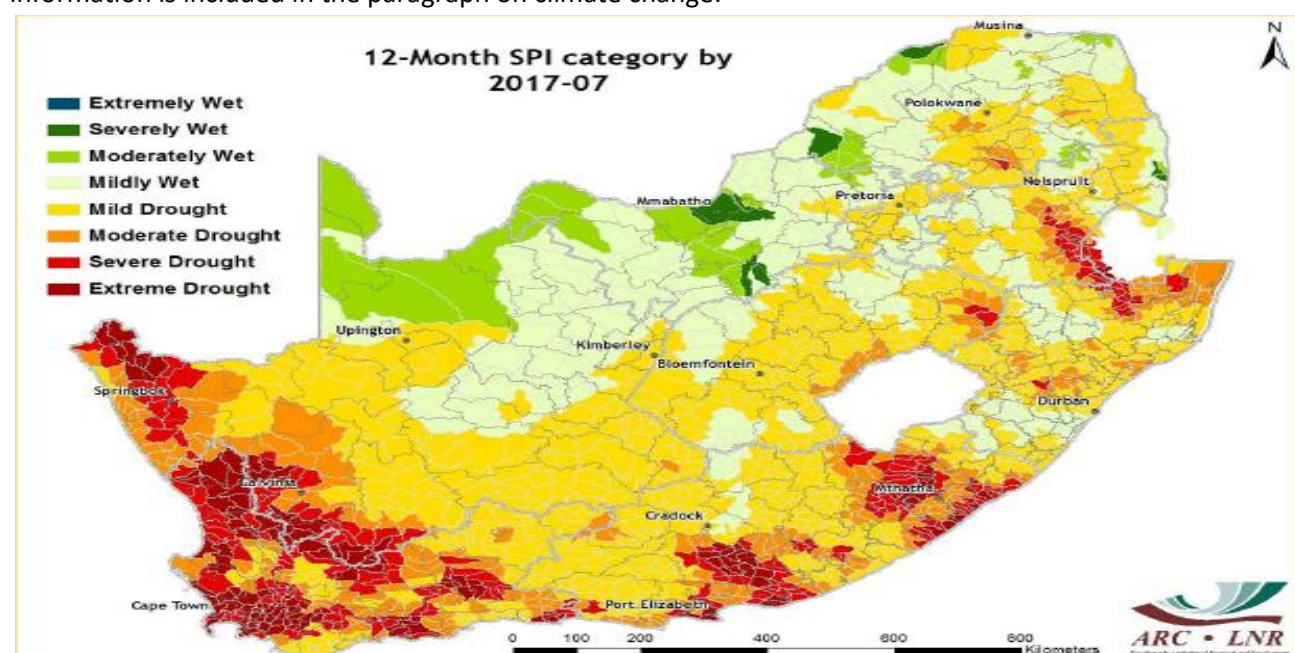 information is included in the paragraph on climate change.
12-Month SPI category by
2017-07
N
Extremely Wet
Severely Wet
Moderately Wet
Mildly Wet
Mild Drought
Moderate Drought
Severe Drought
Extreme Drought
Musina
Polokwane
Nelspruit
Mmabatho
Pretoria
Upington
Kimberley
Bloemfontein
Springbok
Durban
Calvinia
Mthatha
Cradock
Cape Town
Port Elizabeth
0 100 200 400 600 800
Kilometers
ARC • LNR